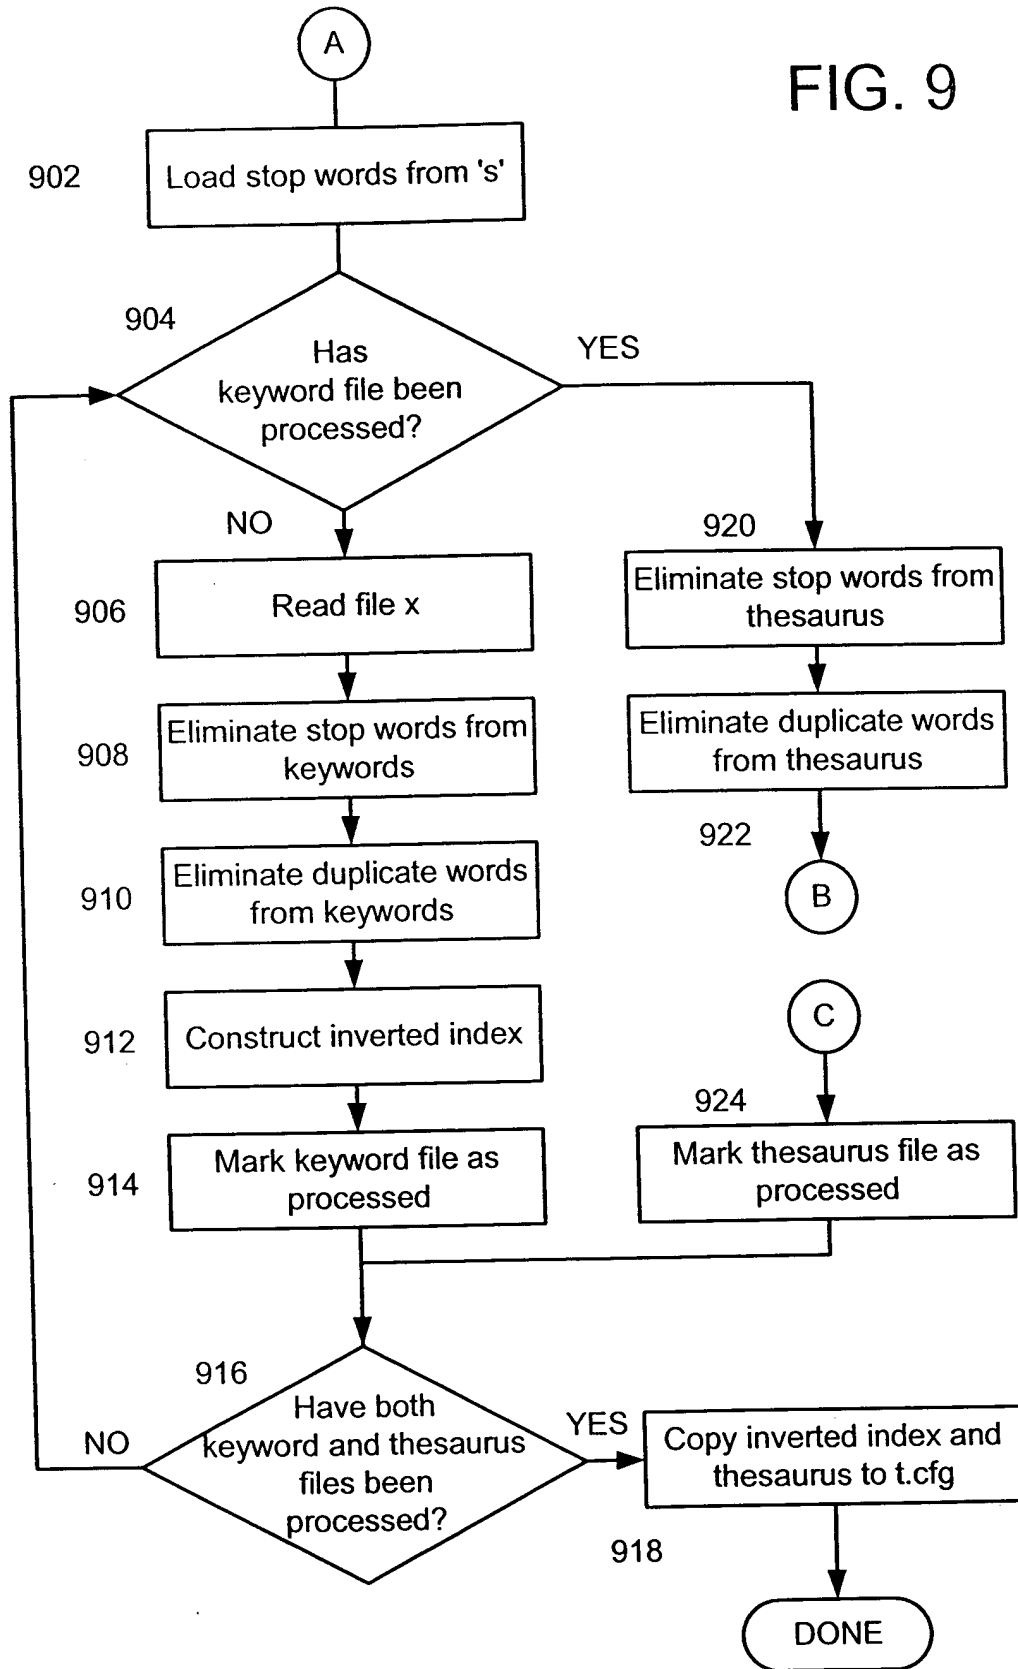 A
FIG. 9
902
Load stop words from 's'
904
Has
keyword file been
processed?
YES
NO
906
Read file x
920
Eliminate stop words from
thesaurus
908
Eliminate stop words from
keywords
Eliminate duplicate words
from thesaurus
922
910
Eliminate duplicate words
from keywords
B
912
Construct inverted index
C
924
914
Mark keyword file as
processed
Mark thesaurus file as
processed
916
Have both
keyword and thesaurus
files been
processed?
NO
YES
Copy inverted index and
thesaurus to t.cfg
918
DONE